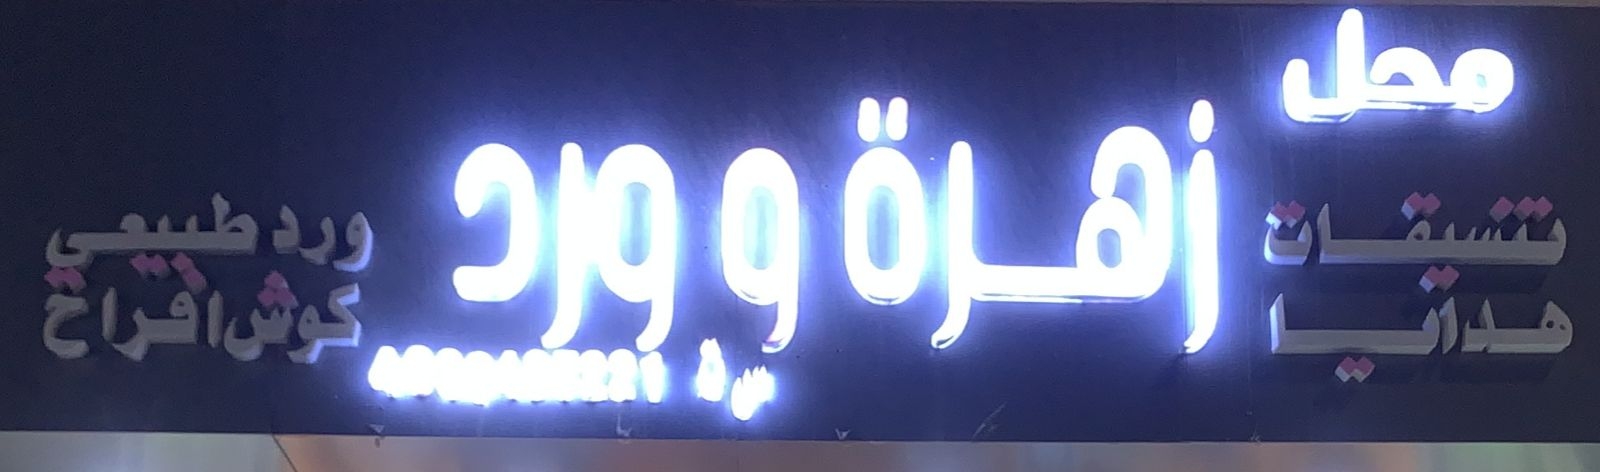 محل
زهرة و ورد
تنسيقات
هدايا
ورد طبيعي
كوش افراح
س ت